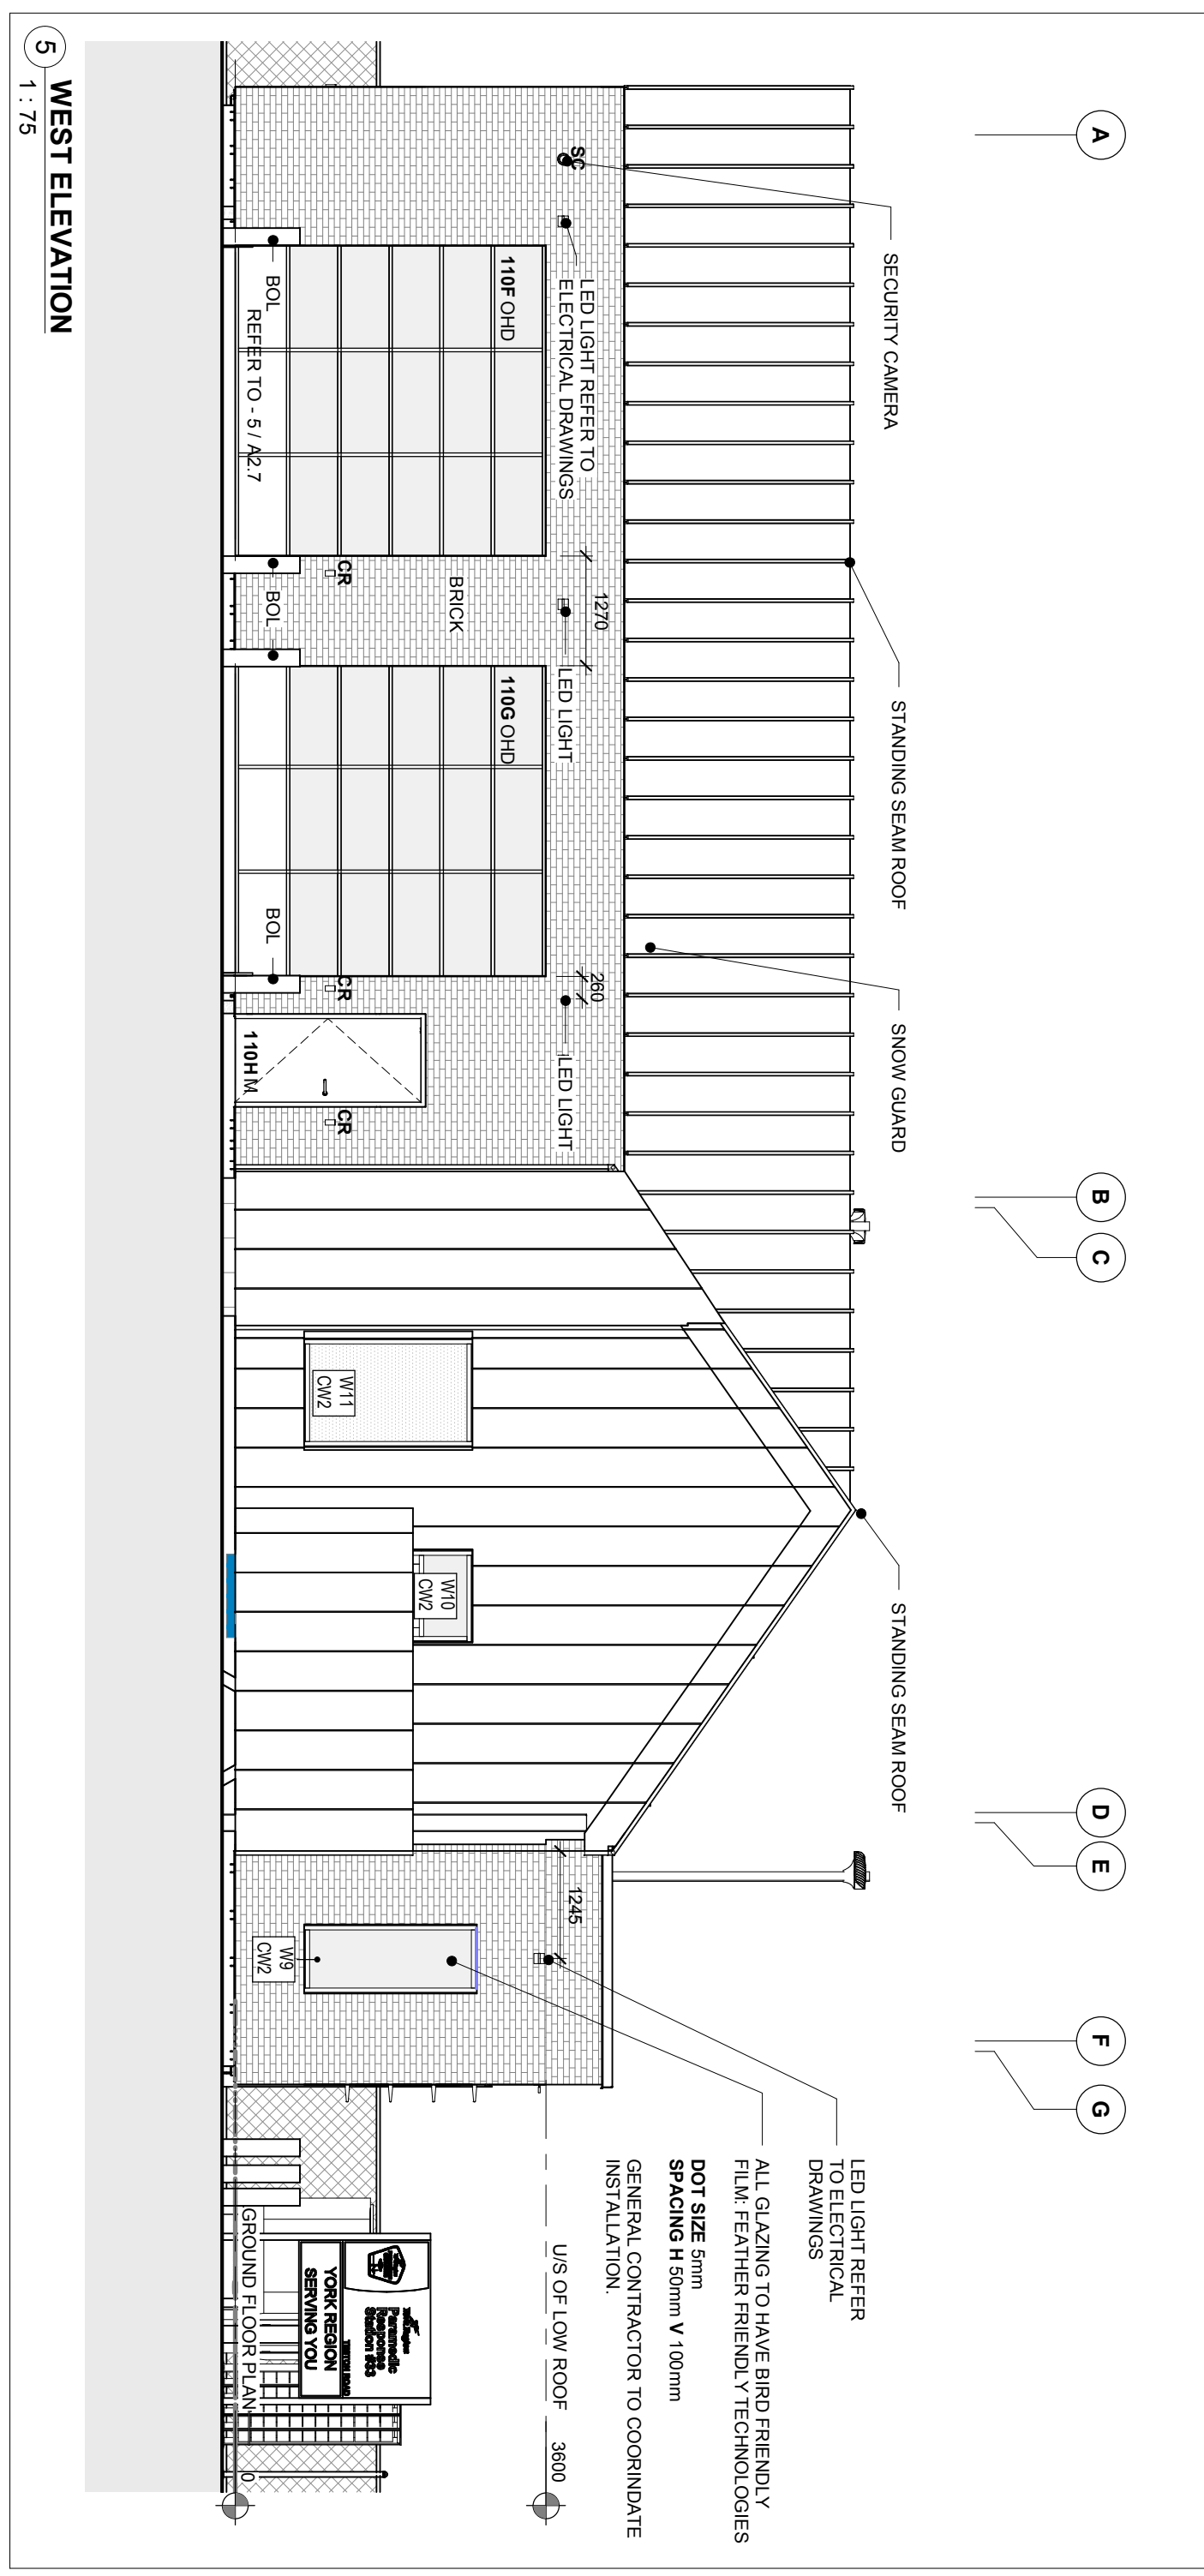 A
B
C
D
E
F
G
SECURITY CAMERA
STANDING SEAM ROOF
SNOW GUARD
STANDING SEAM ROOF
SC
LED LIGHT REFER TO
ELECTRICAL DRAWINGS
1270
LED LIGHT
260
LED LIGHT
110F OHD
BRICK
110G OHD
CR
CR
CR
BOL
REFER TO - 5 / A2.7
BOL
BOL
110H M
W11
CW2
W10
CW2
1245
W9
CW2
LED LIGHT REFER
TO ELECTRICAL
DRAWINGS
ALL GLAZING TO HAVE BIRD FRIENDLY
FILM: FEATHER FRIENDLY TECHNOLOGIES
DOT SIZE 5mm
SPACING H 50mm V 100mm
GENERAL CONTRACTOR TO COORINDATE
INSTALLATION.
U/S OF LOW ROOF 3600
Paramedic
Response
Station #33
YORK REGION
SERVING YOU
GROUND FLOOR PLAN 0
5 WEST ELEVATION
1 : 75